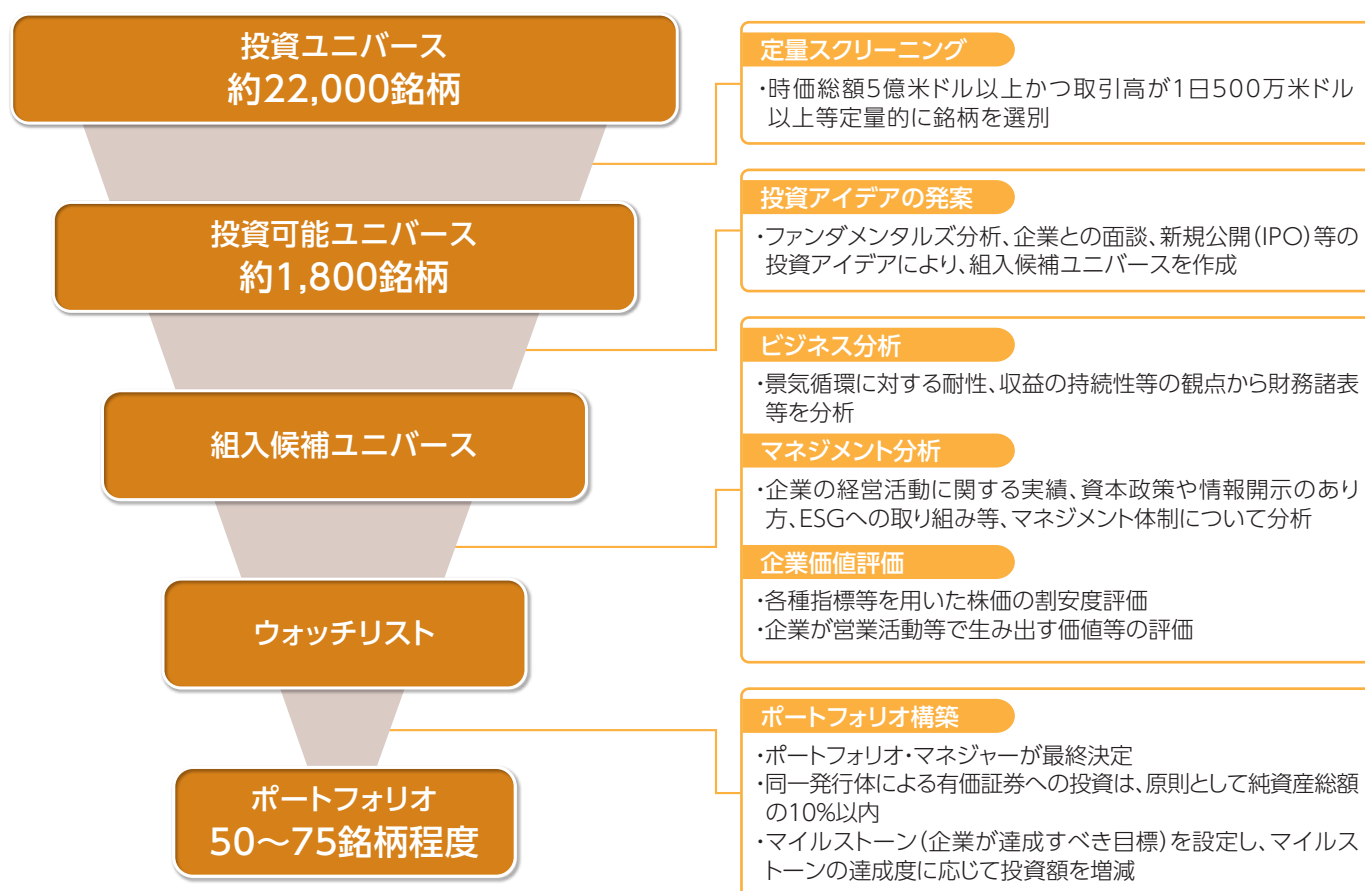 投資ユニバース
約22,000銘柄
定量スクリーニング
・時価総額5億米ドル以上かつ取引高が1日500万米ドル
以上等定量的に銘柄を選別
投資可能ユニバース
約1,800銘柄
投資アイデアの発案
・ファンダメンタルズ分析、企業との面談、新規公開(IPO)等の
投資アイデアにより、組入候補ユニバースを作成
組入候補ユニバース
ビジネス分析
・景気循環に対する耐性、収益の持続性等の観点から財務諸表
等を分析
マネジメント分析
・企業の経営活動に関する実績、資本政策や情報開示のあり
方、ESGへの取り組み等、マネジメント体制について分析
企業価値評価
・各種指標等を用いた株価の割安度評価
・企業が営業活動等で生み出す価値等の評価
ウォッチリスト
ポートフォリオ構築
・ポートフォリオ・マネジャーが最終決定
・同一発行体による有価証券への投資は、原則として純資産総額
の10%以内
・マイルストーン(企業が達成すべき目標)を設定し、マイルス
トーンの達成度に応じて投資額を増減
ポートフォリオ
50〜75銘柄程度